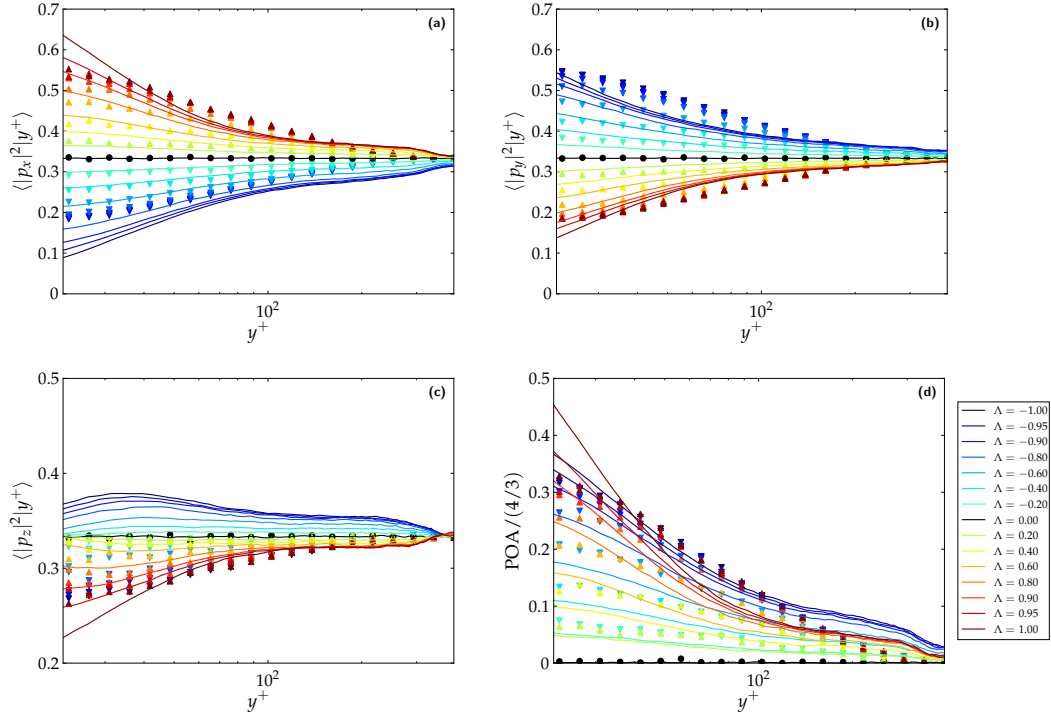 (a)
0.7
0.6
0.5
0.4
0.3
0.2
0.1
0
⟨|p_x|²|y⁺⟩
10²
y⁺
(b)
0.7
0.6
0.5
0.4
0.3
0.2
0.1
0
⟨|p_y|²|y⁺⟩
10²
y⁺
(c)
0.5
0.4
0.3
0.2
⟨|p_z|²|y⁺⟩
10²
y⁺
(d)
0.5
0.4
0.3
0.2
0.1
0
POA/(4/3)
10²
y⁺
Λ = −1.00
Λ = −0.95
Λ = −0.90
Λ = −0.80
Λ = −0.60
Λ = −0.40
Λ = −0.20
Λ = 0.00
Λ = 0.20
Λ = 0.40
Λ = 0.60
Λ = 0.80
Λ = 0.90
Λ = 0.95
Λ = 1.00